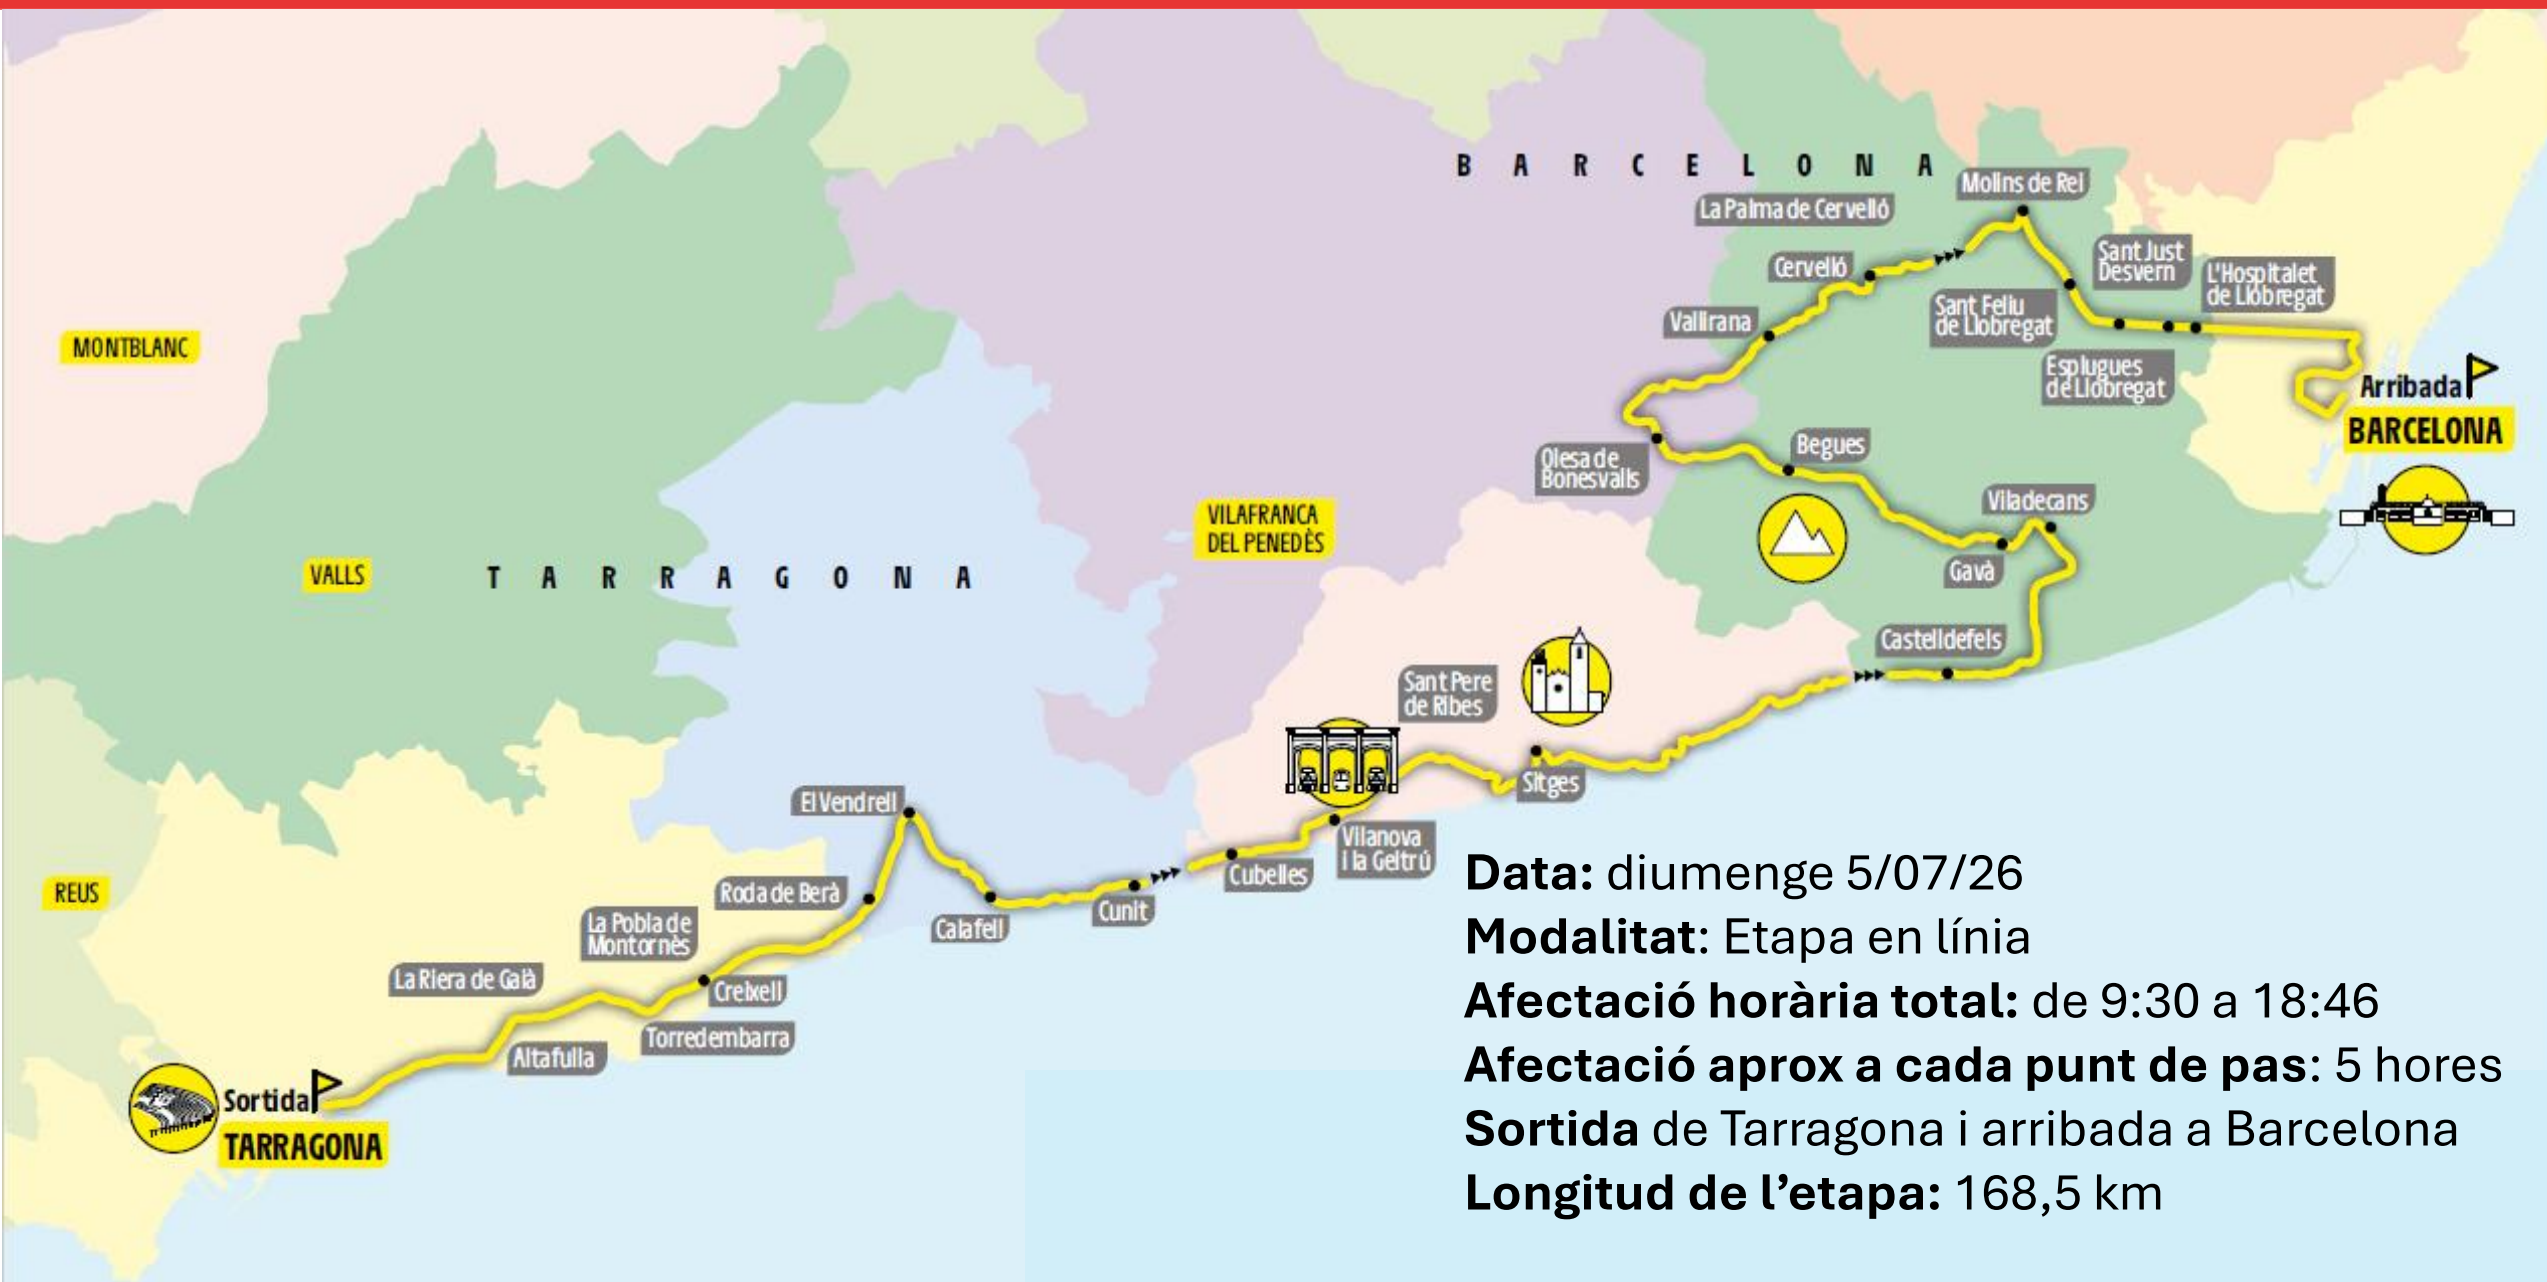 B A R C E L O N A
Molins de Rei
La Palma de Cervelló
Sant Just
Desvern
Cervelló
L'Hospitalet
de Llobregat
Sant Feliu
de Llobregat
Vallirana
MONTBLANC
Esplugues
de Llobregat
Arribada
BARCELONA
Begues
Olesa de
Bonesvalls
Viladecans
VILAFRANCA
DEL PENEDÈS
VALLS
T A R R A G O N A
Gavà
Castelldefels
Sant Pere
de Ribes
Sitges
El Vendrell
Vilanova
i la Geltrú
Cubelles
REUS
Roda de Berà
Cunit
Calafell
La Pobla de
Montornès
La Riera de Gaià
Creixell
Torredembarra
Altafulla
Sortida
TARRAGONA
Data: diumenge 5/07/26
Modalitat: Etapa en línia
Afectació horària total: de 9:30 a 18:46
Afectació aprox a cada punt de pas: 5 hores
Sortida de Tarragona i arribada a Barcelona
Longitud de l’etapa: 168,5 km